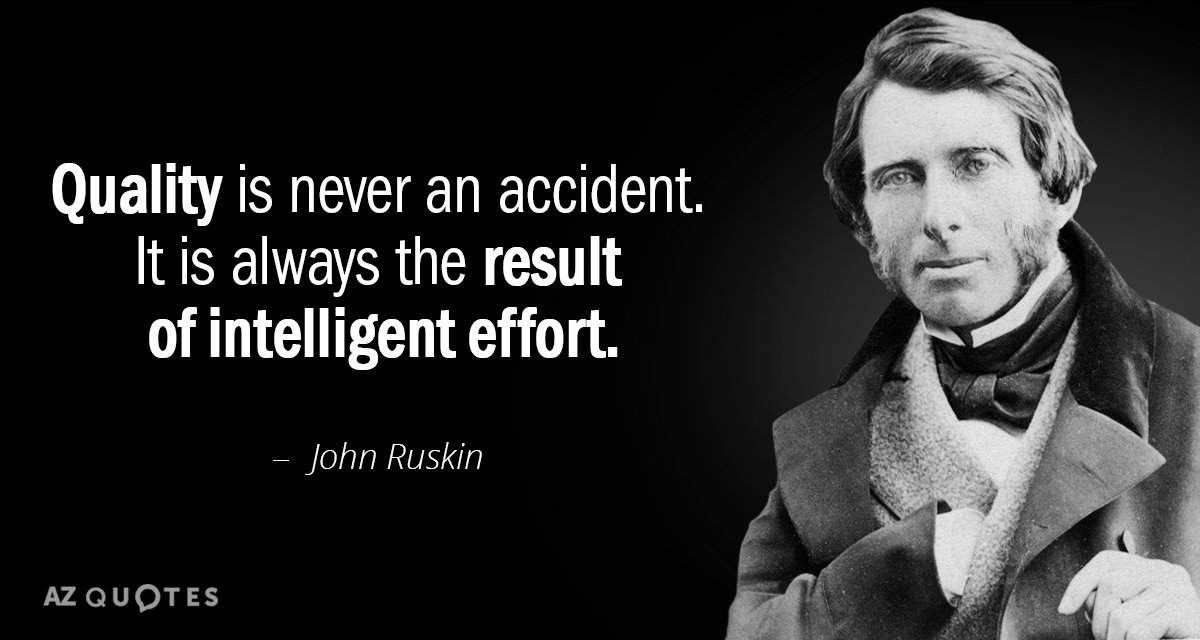 Quality is never an accident.
It is always the result
of intelligent effort.
– John Ruskin
AZ QUOTES